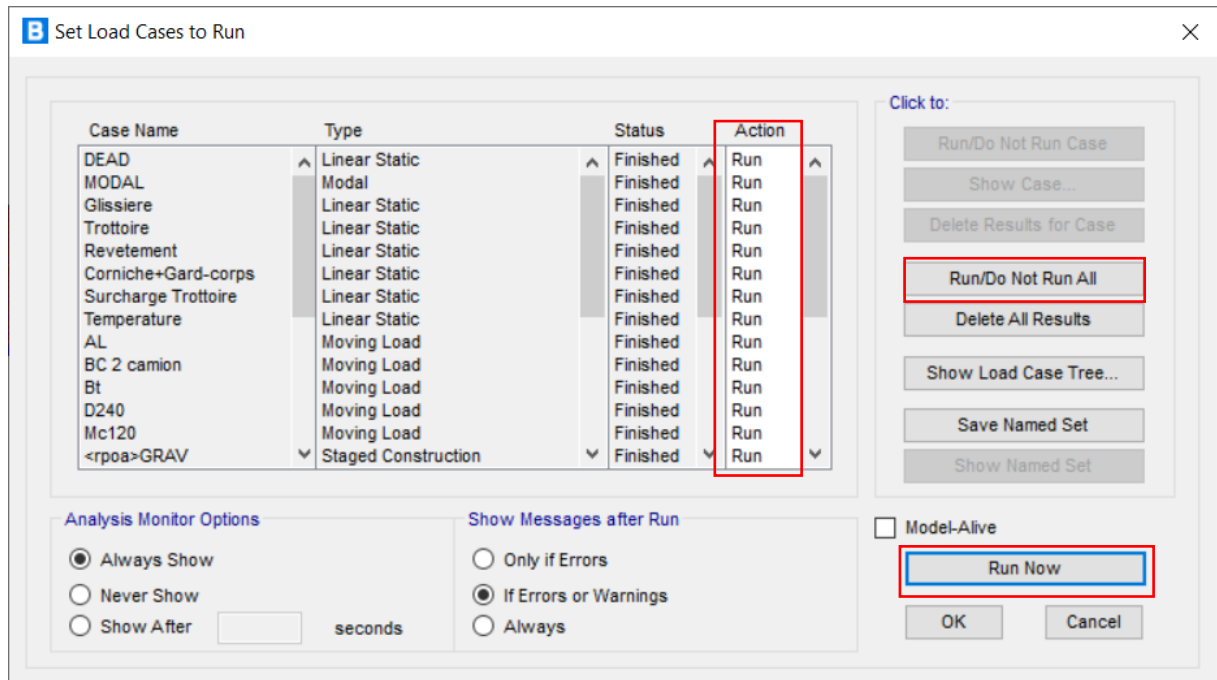 B Set Load Cases to Run
Click to:
Case Name Type Status Action
DEAD Linear Static Finished Run
MODAL Modal Finished Run
Glissiere Linear Static Finished Run
Trottoire Linear Static Finished Run
Revetement Linear Static Finished Run
Corniche+Gard-corps Linear Static Finished Run
Surcharge Trottoire Linear Static Finished Run
Temperature Linear Static Finished Run
AL Moving Load Finished Run
BC 2 camion Moving Load Finished Run
Bt Moving Load Finished Run
D240 Moving Load Finished Run
Mc120 Moving Load Finished Run
<rpoa>GRAV Staged Construction Finished Run
Run/Do Not Run Case
Show Case...
Delete Results for Case
Run/Do Not Run All
Delete All Results
Show Load Case Tree...
Save Named Set
Show Named Set
Analysis Monitor Options
Always Show
Never Show
Show After seconds
Show Messages after Run
Only if Errors
If Errors or Warnings
Always
Model-Alive
Run Now
OK Cancel